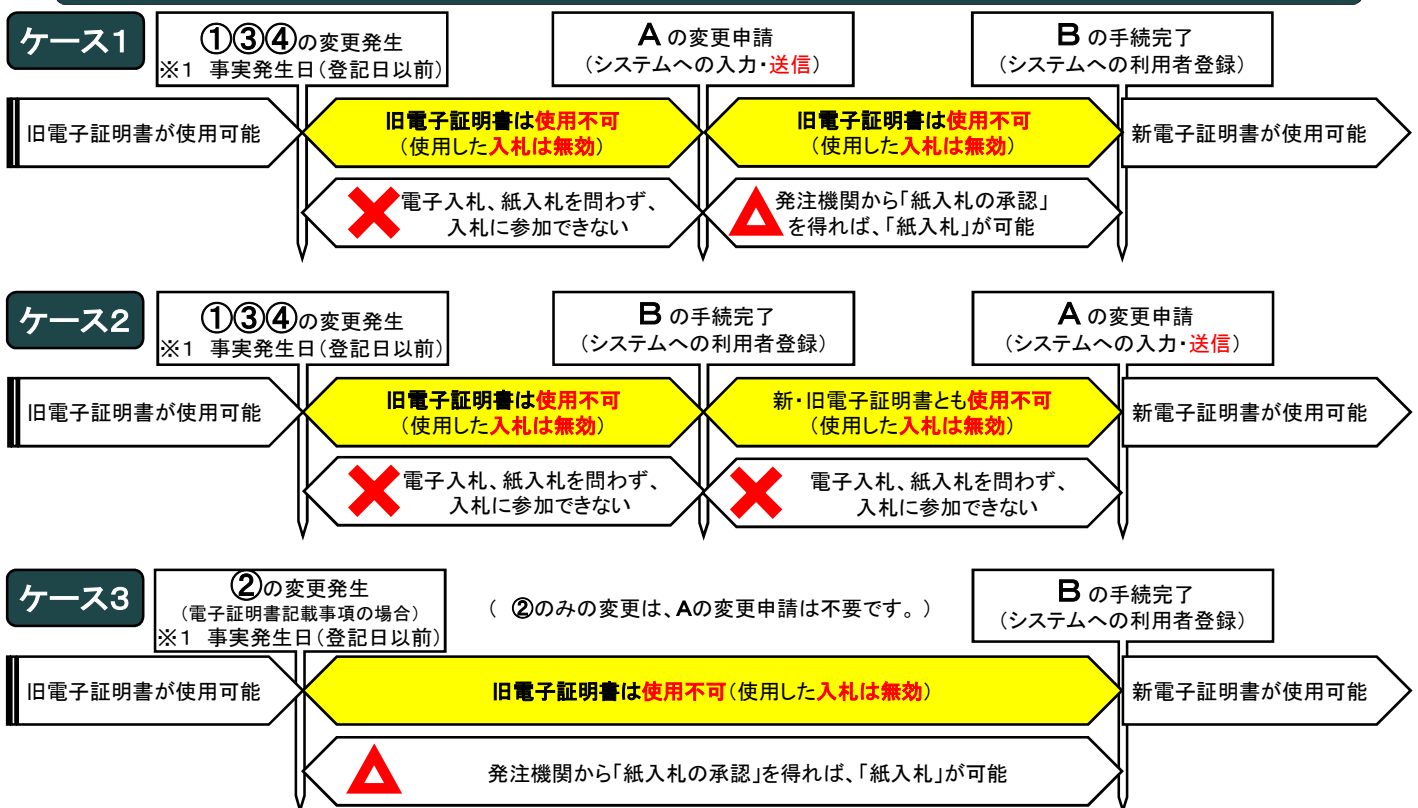 ケース1
①③④の変更発生
※1 事実発生日(登記日以前)
A の変更申請
(システムへの入力・送信)
B の手続完了
(システムへの利用者登録)
旧電子証明書が使用可能
旧電子証明書は使用不可
(使用した入札は無効)
旧電子証明書は使用不可
(使用した入札は無効)
新電子証明書が使用可能
電子入札、紙入札を問わず、
入札に参加できない
発注機関から「紙入札の承認」
を得れば、「紙入札」が可能
ケース2
①③④の変更発生
※1 事実発生日(登記日以前)
B の手続完了
(システムへの利用者登録)
A の変更申請
(システムへの入力・送信)
旧電子証明書が使用可能
旧電子証明書は使用不可
(使用した入札は無効)
新・旧電子証明書とも使用不可
(使用した入札は無効)
新電子証明書が使用可能
電子入札、紙入札を問わず、
入札に参加できない
電子入札、紙入札を問わず、
入札に参加できない
ケース3
②の変更発生
(電子証明書記載事項の場合)
※1 事実発生日(登記日以前)
( ②のみの変更は、Aの変更申請は不要です。)
B の手続完了
(システムへの利用者登録)
旧電子証明書が使用可能
旧電子証明書は使用不可(使用した入札は無効)
新電子証明書が使用可能
発注機関から「紙入札の承認」を得れば、「紙入札」が可能